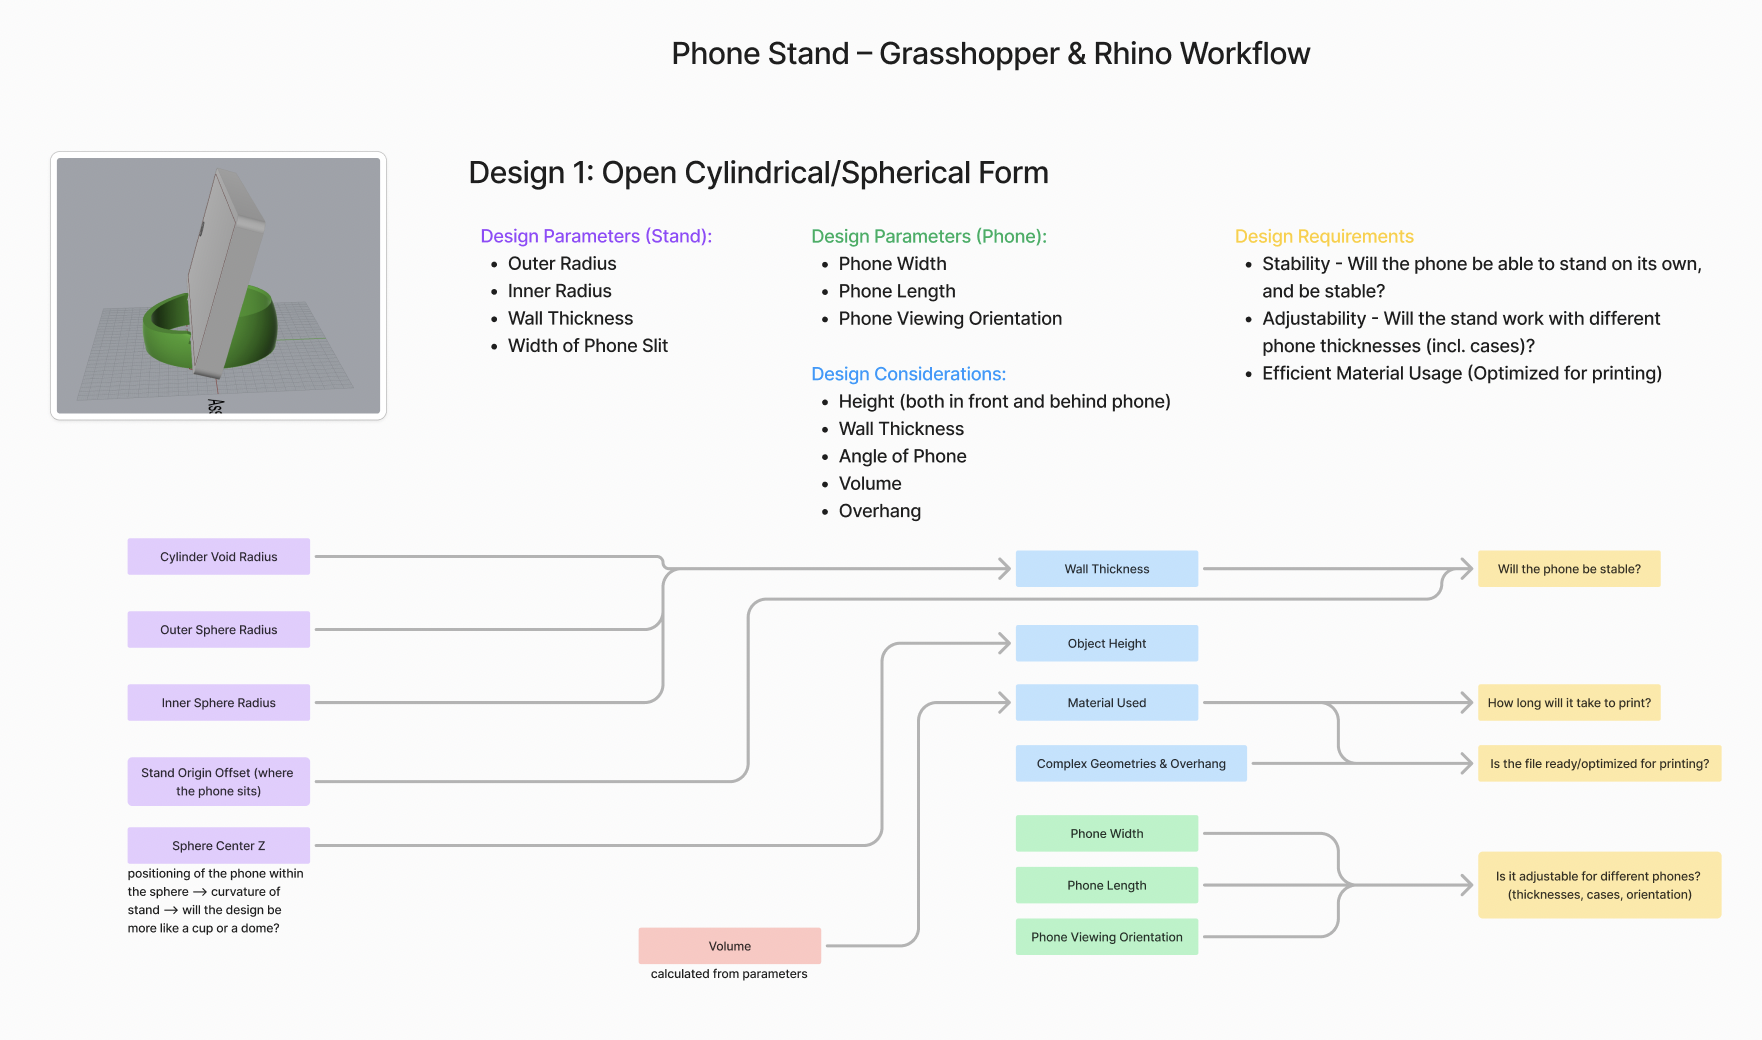 Phone Stand – Grasshopper & Rhino Workflow
Design 1: Open Cylindrical/Spherical Form
Design Parameters (Stand):
• Outer Radius
• Inner Radius
• Wall Thickness
• Width of Phone Slit
Design Parameters (Phone):
• Phone Width
• Phone Length
• Phone Viewing Orientation
Design Considerations:
• Height (both in front and behind phone)
• Wall Thickness
• Angle of Phone
• Volume
• Overhang
Design Requirements
• Stability - Will the phone be able to stand on its own,
and be stable?
• Adjustability - Will the stand work with different
phone thicknesses (incl. cases)?
• Efficient Material Usage (Optimized for printing)
Ass
Cylinder Void Radius
Outer Sphere Radius
Inner Sphere Radius
Stand Origin Offset (where
the phone sits)
Sphere Center Z
positioning of the phone within
the sphere → curvature of
stand → will the design be
more like a cup or a dome?
Volume
calculated from parameters
Wall Thickness
Object Height
Material Used
Complex Geometries & Overhang
Phone Width
Phone Length
Phone Viewing Orientation
Will the phone be stable?
How long will it take to print?
Is the file ready/optimized for printing?
Is it adjustable for different phones?
(thicknesses, cases, orientation)